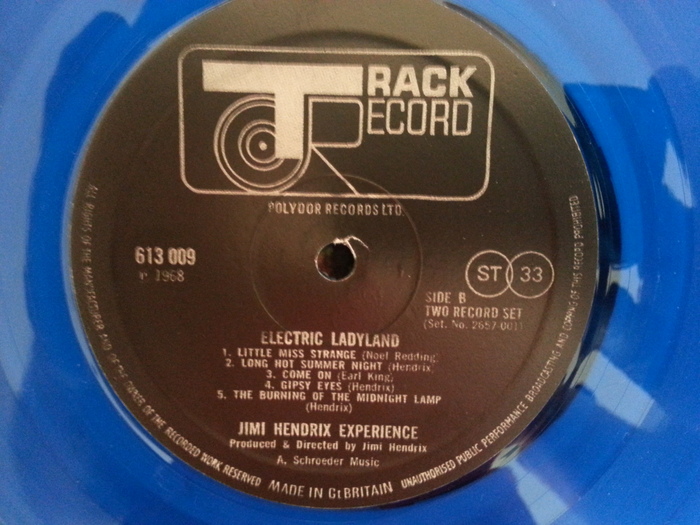 TRACK
RECORD
POLYDOR RECORDS LTD.
613 009
℗ 1968
ST 33
SIDE B
TWO RECORD SET
(Set. No. 2657-001)
ELECTRIC LADYLAND
1. LITTLE MISS STRANGE (Noel Redding)
2. LONG HOT SUMMER NIGHT (Hendrix)
3. COME ON (Earl King)
4. GIPSY EYES (Hendrix)
5. THE BURNING OF THE MIDNIGHT LAMP
(Hendrix)
JIMI HENDRIX EXPERIENCE
Produced & Directed by Jimi Hendrix
A. Schroeder Music
ALL RIGHTS OF THE MANUFACTURER AND OF THE OWNER OF THE RECORDED WORK RESERVED
MADE IN Gt BRITAIN
UNAUTHORISED PUBLIC PERFORMANCE BROADCASTING AND COPYING OF THIS RECORD PROHIBITED